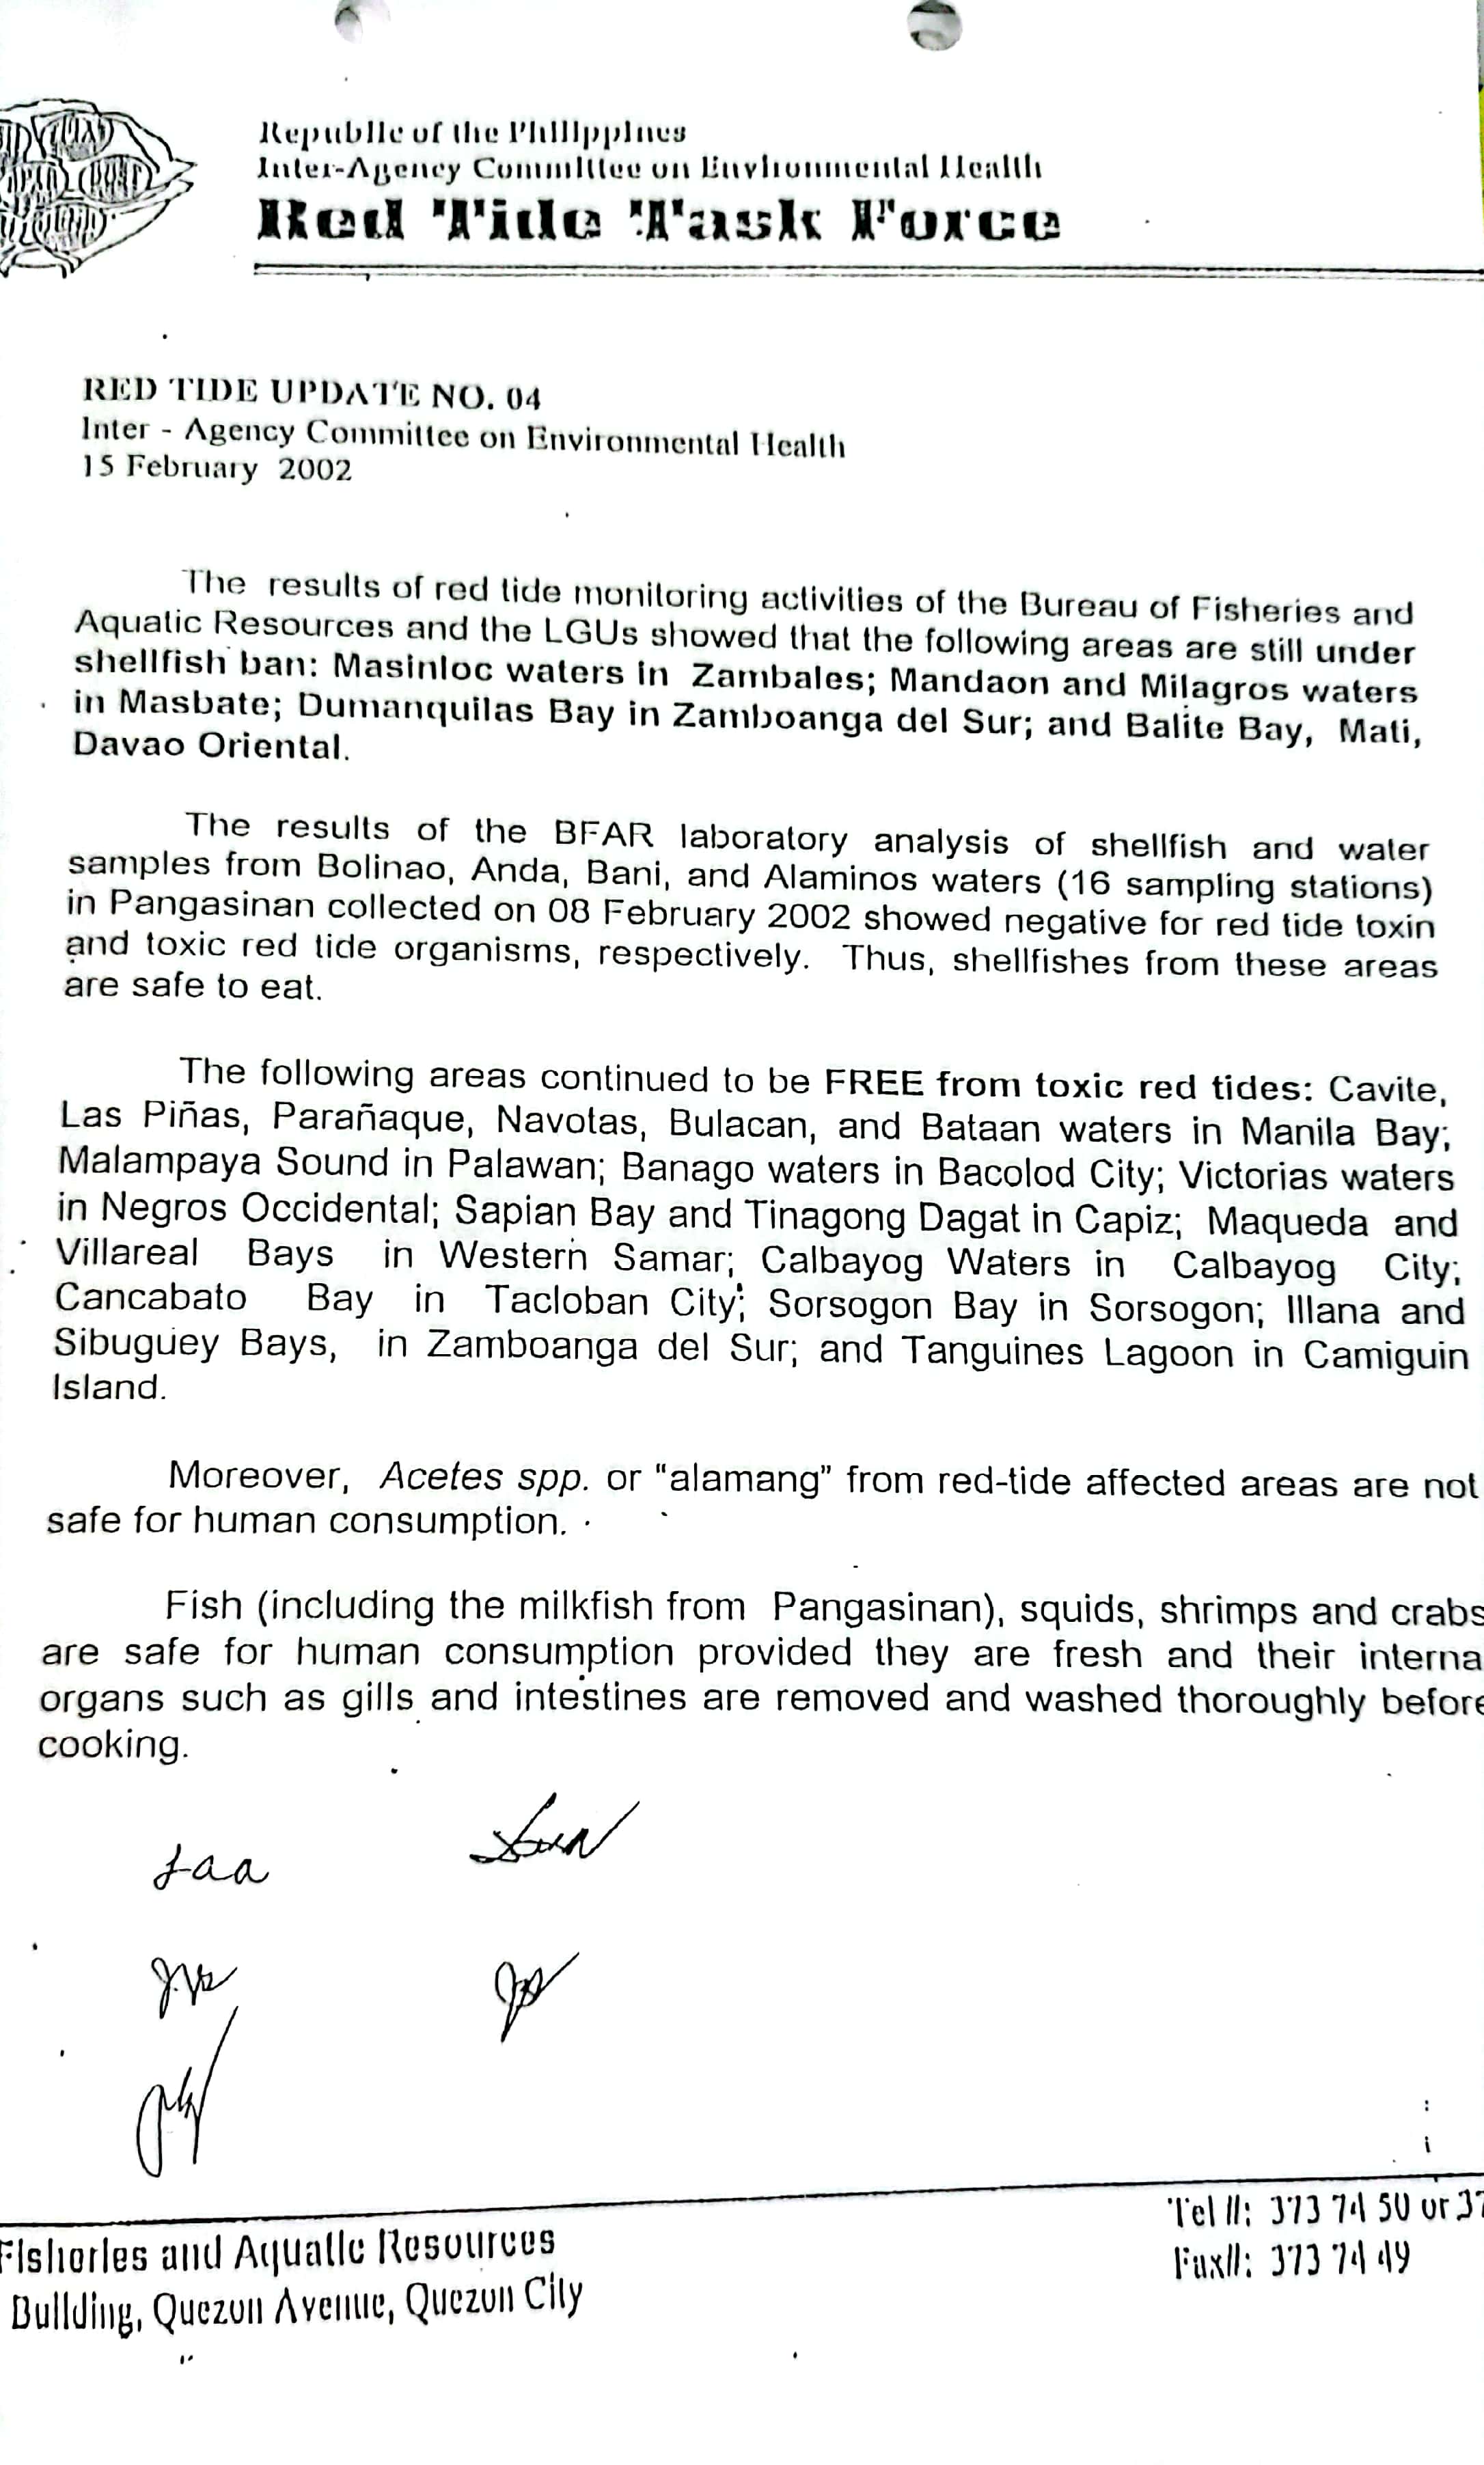 Republic of the Philippines
Inter-Agency Committee on Environmental Health
Red Tide Task Force
RED TIDE UPDATE NO. 04
Inter - Agency Committee on Environmental Health
15 February 2002
The results of red tide monitoring activities of the Bureau of Fisheries and
Aquatic Resources and the LGUs showed that the following areas are still under
shellfish ban: Masinloc waters in Zambales; Mandaon and Milagros waters
in Masbate; Dumanquilas Bay in Zamboanga del Sur; and Balite Bay, Mati,
Davao Oriental.
The results of the BFAR laboratory analysis of shellfish and water
samples from Bolinao, Anda, Bani, and Alaminos waters (16 sampling stations)
in Pangasinan collected on 08 February 2002 showed negative for red tide toxin
and toxic red tide organisms, respectively. Thus, shellfishes from these areas
are safe to eat.
The following areas continued to be FREE from toxic red tides: Cavite,
Las Piñas, Parañaque, Navotas, Bulacan, and Bataan waters in Manila Bay;
Malampaya Sound in Palawan; Banago waters in Bacolod City; Victorias waters
in Negros Occidental; Sapian Bay and Tinagong Dagat in Capiz; Maqueda and
Villareal Bays in Western Samar; Calbayog Waters in Calbayog City;
Cancabato Bay in Tacloban City; Sorsogon Bay in Sorsogon; Illana and
Sibuguey Bays, in Zamboanga del Sur; and Tanguines Lagoon in Camiguin
Island.
Moreover, Acetes spp. or "alamang" from red-tide affected areas are not
safe for human consumption.
Fish (including the milkfish from Pangasinan), squids, shrimps and crabs
are safe for human consumption provided they are fresh and their interna
organs such as gills and intestines are removed and washed thoroughly before
cooking.
Fisheries and Aquatic Resources
Building, Quezon Avenue, Quezon City
Tel #: 373 74 50 or 37
Fax#: 373 74 49